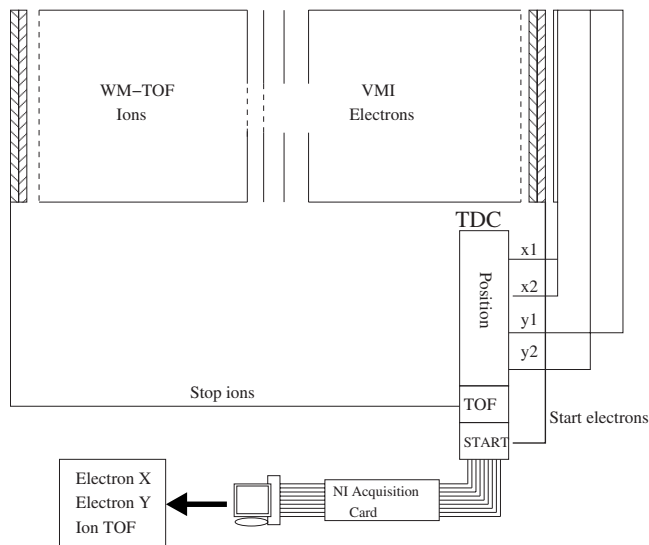 WM–TOF
Ions
VMI
Electrons
TDC
Position
x1
x2
y1
y2
Stop ions
TOF
START
Start electrons
NI Acquisition
Card
Electron X
Electron Y
Ion TOF